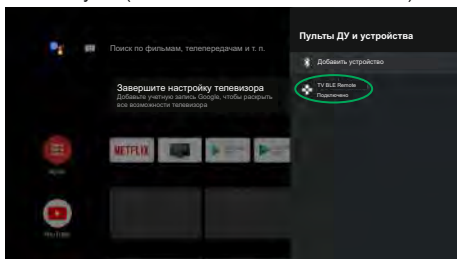 Пульты ДУ и устройства
Поиск по фильмам, телепередачам и т. п.
Добавить устройство
Завершите настройку телевизора
Добавьте учетную запись Google, чтобы раскрыть
все возможности телевизора
TV BLE Remote
Подключено
NETFLIX
YouTube